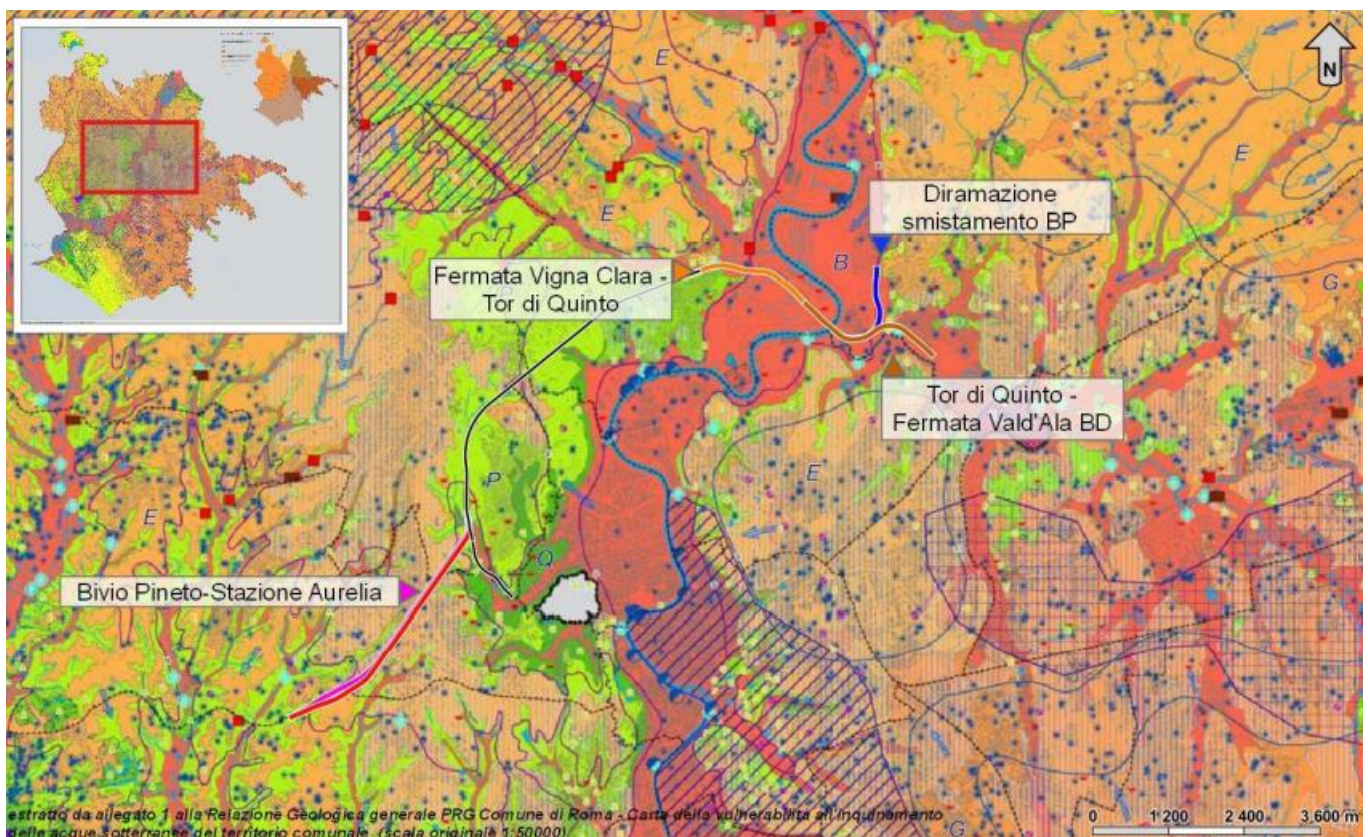 N
E
E
E
Diramazione
smistamento BP
Fermata Vigna Clara -
Tor di Quinto
B
G
Tor di Quinto -
Fermata Vald'Ala BD
P
E
E
Q
Bivio Pineto-Stazione Aurelia
estratto da allegato 1 alla Relazione Geologica generale PRG Comune di Roma - Carta della vulnerabilità all'inquinamento
delle acque sotterranee del territorio comunale (scala originale 1:50000)
G
0 1 200 2 400 3 600 m